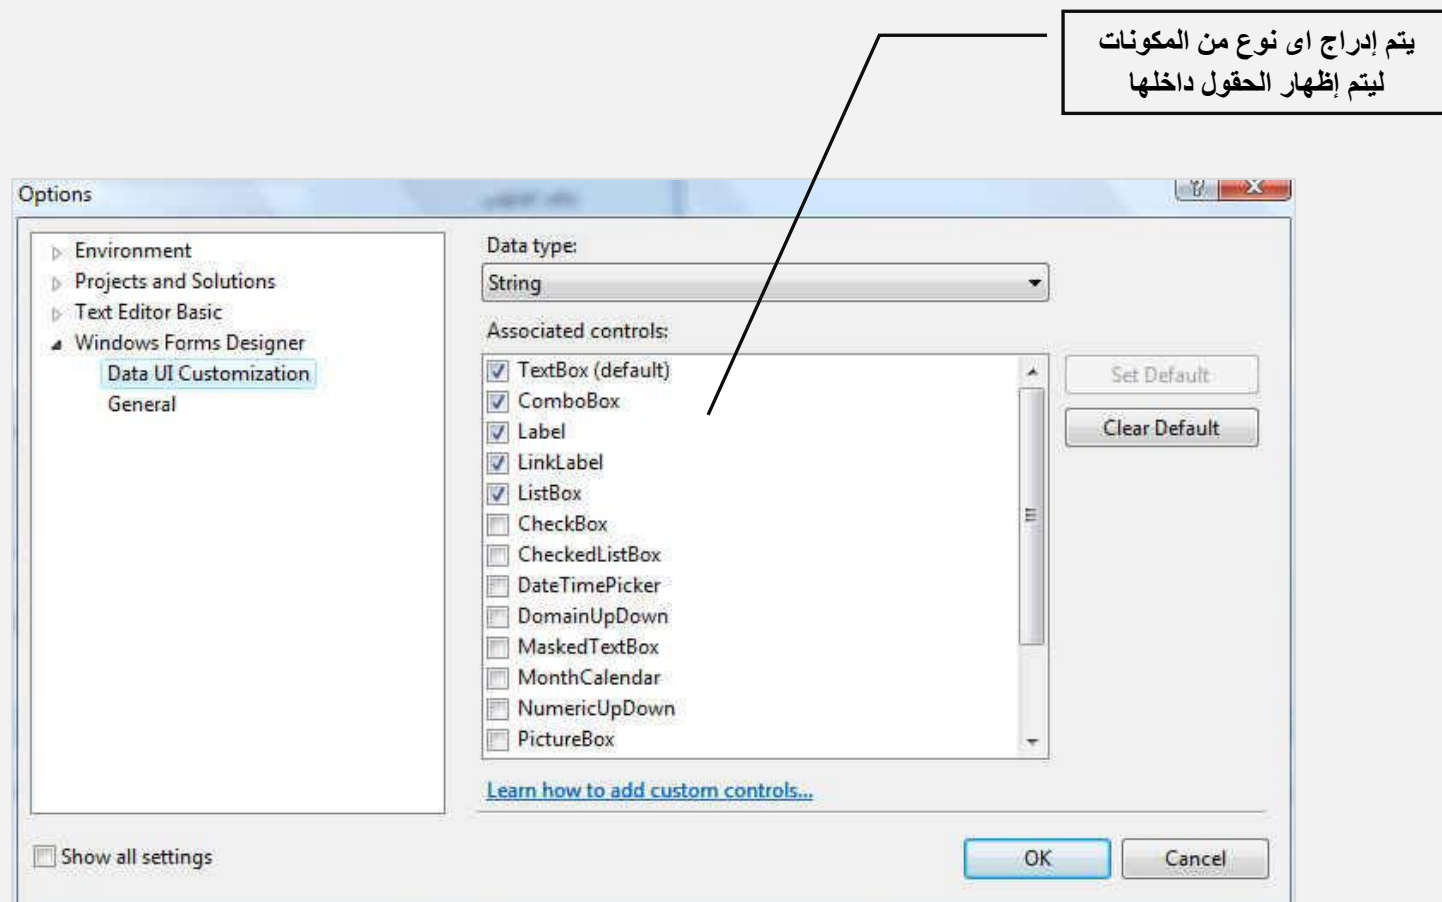 يتم إدراج اى نوع من المكونات
ليتم إظهار الحقول داخلها
Options
Environment
Projects and Solutions
Text Editor Basic
Windows Forms Designer
Data UI Customization
General
Data type:
String
Associated controls:
TextBox (default)
ComboBox
Label
LinkLabel
ListBox
CheckBox
CheckedListBox
DateTimePicker
DomainUpDown
MaskedTextBox
MonthCalendar
NumericUpDown
PictureBox
Set Default
Clear Default
Learn how to add custom controls...
Show all settings
OK
Cancel